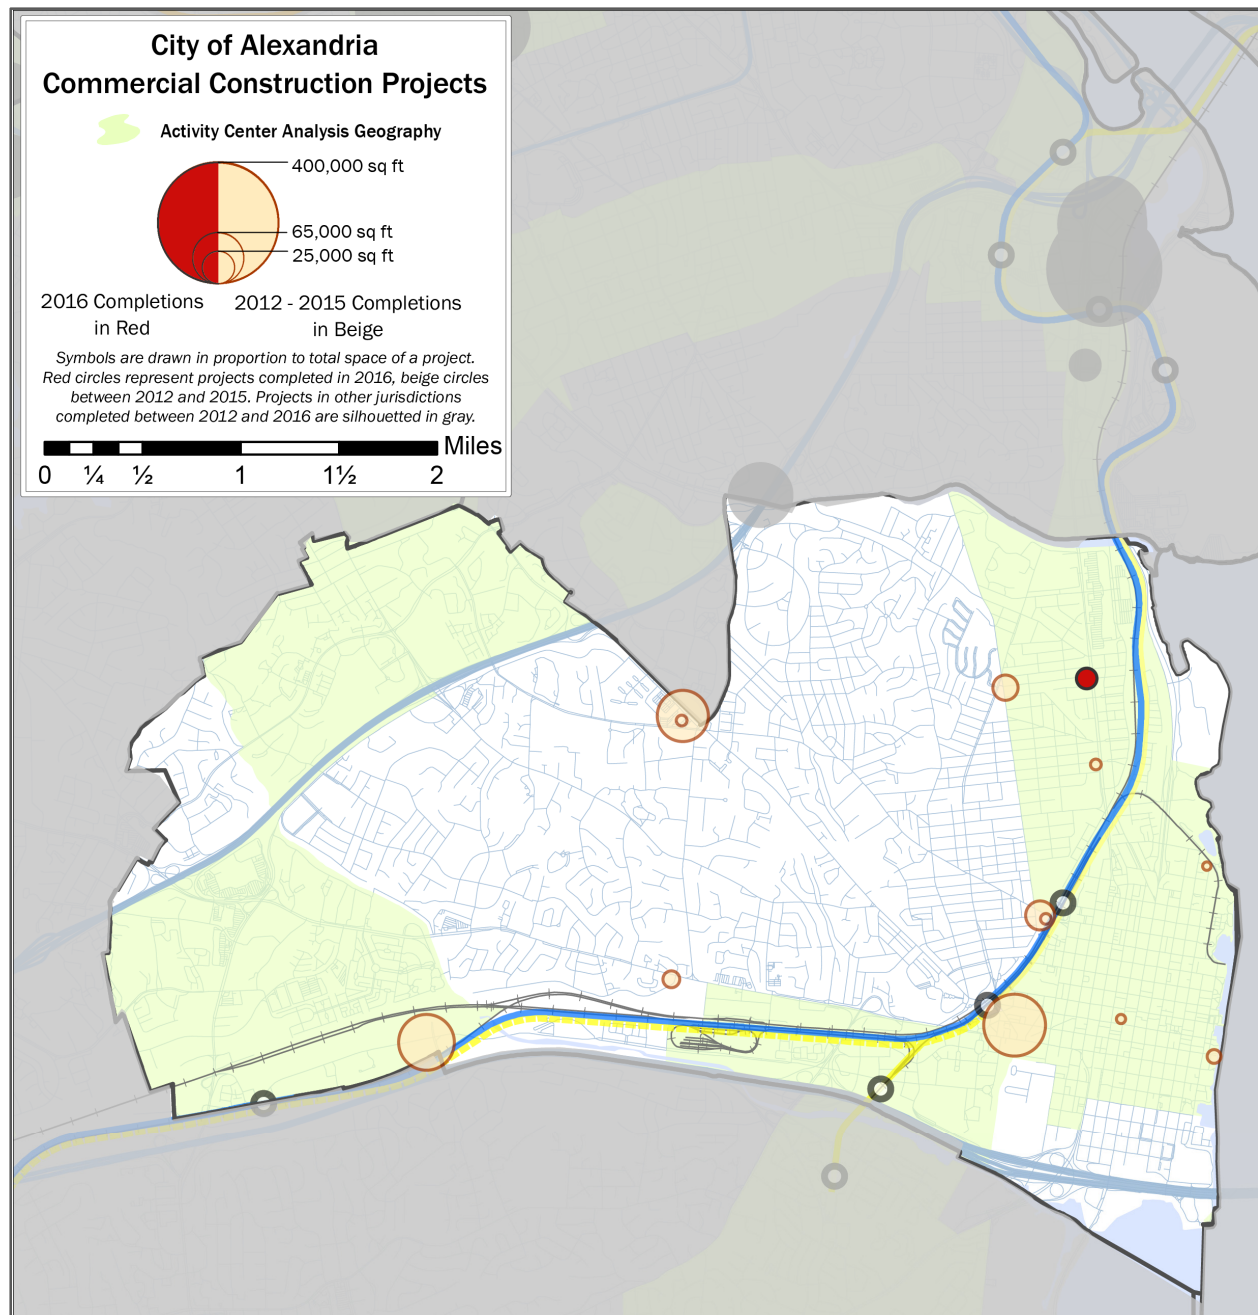 City of Alexandria
Commercial Construction Projects
Activity Center Analysis Geography
400,000 sq ft
65,000 sq ft
25,000 sq ft
2016 Completions
in Red
2012 - 2015 Completions
in Beige
Symbols are drawn in proportion to total space of a project.
Red circles represent projects completed in 2016, beige circles
between 2012 and 2015. Projects in other jurisdictions
completed between 2012 and 2016 are silhouetted in gray.
Miles
0 ¼ ½ 1 1½ 2